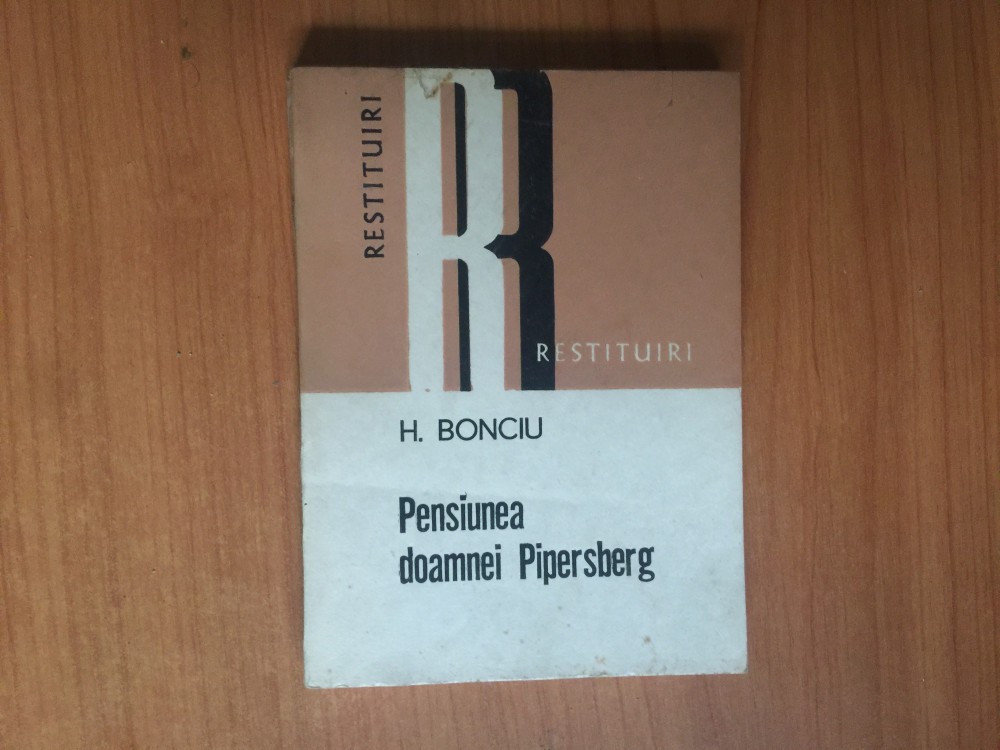 RESTITUIRI
R
RESTITUIRI
H. BONCIU
Pensiunea
doamnei Pipersberg